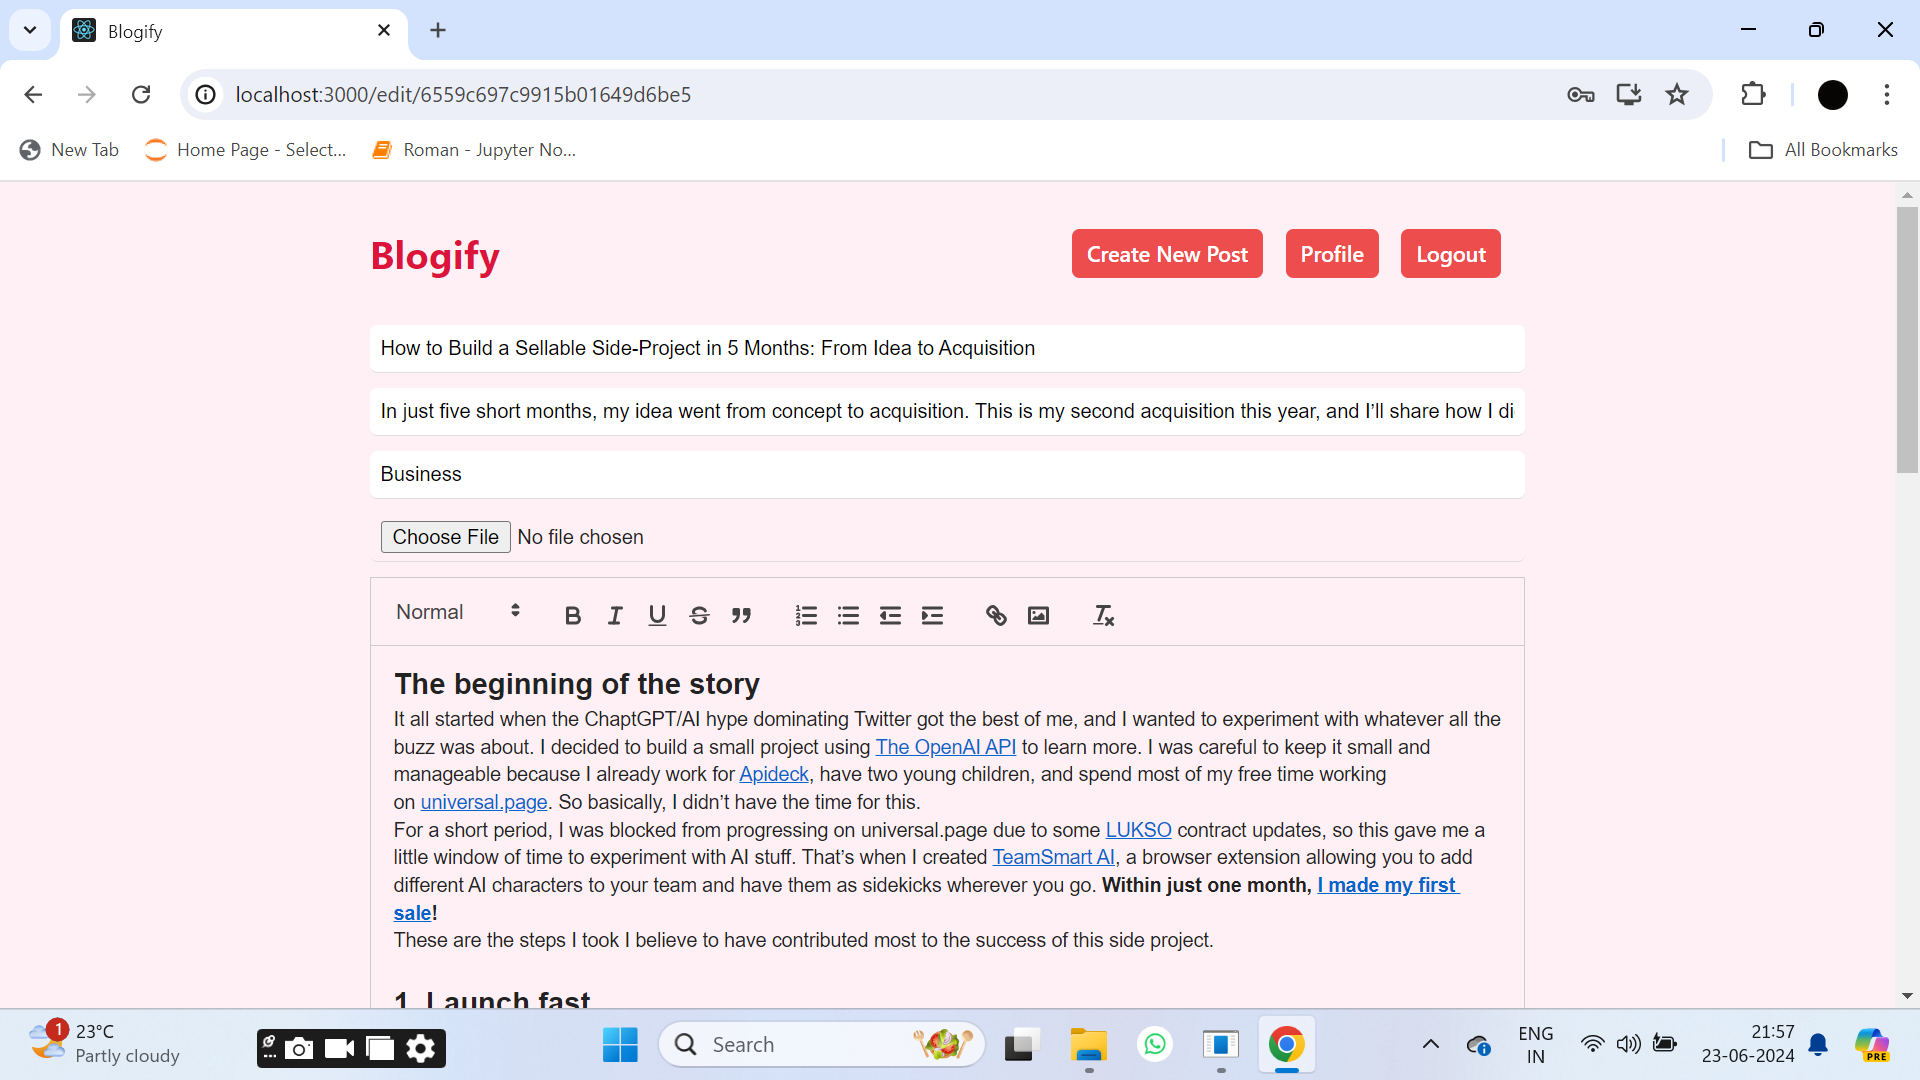 Blogify
localhost:3000/edit/6559c697c9915b01649d6be5
New Tab
Home Page - Select...
Roman - Jupyter No...
All Bookmarks
Blogify
Create New Post
Profile
Logout
How to Build a Sellable Side-Project in 5 Months: From Idea to Acquisition
In just five short months, my idea went from concept to acquisition. This is my second acquisition this year, and I’ll share how I di
Business
Choose File No file chosen
Normal
The beginning of the story
It all started when the ChaptGPT/AI hype dominating Twitter got the best of me, and I wanted to experiment with whatever all the
buzz was about. I decided to build a small project using The OpenAI API to learn more. I was careful to keep it small and
manageable because I already work for Apideck, have two young children, and spend most of my free time working
on universal.page. So basically, I didn’t have the time for this.
For a short period, I was blocked from progressing on universal.page due to some LUKSO contract updates, so this gave me a
little window of time to experiment with AI stuff. That’s when I created TeamSmart AI, a browser extension allowing you to add
different AI characters to your team and have them as sidekicks wherever you go. Within just one month, I made my first
sale!
These are the steps I took I believe to have contributed most to the success of this side project.
1. Launch fast
1
23°C
Partly cloudy
Search
ENG
IN
21:57
23-06-2024
PRE